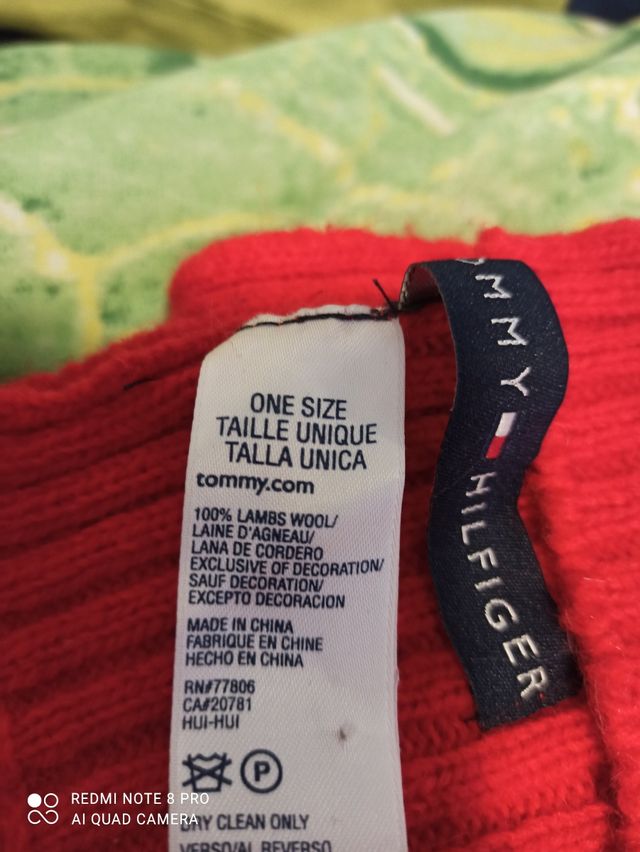 ONE SIZE
TAILLE UNIQUE
TALLA UNICA
tommy.com
100% LAMBS WOOL/
LAINE D'AGNEAU/
LANA DE CORDERO
EXCLUSIVE OF DECORATION/
SAUF DECORATION/
EXCEPTO DECORACION
MADE IN CHINA
FABRIQUE EN CHINE
HECHO EN CHINA
RN#77806
CA#20781
HUI-HUI
P
DRY CLEAN ONLY
VERSO/AL REVERSO
TOMMY HILFIGER
REDMI NOTE 8 PRO
AI QUAD CAMERA